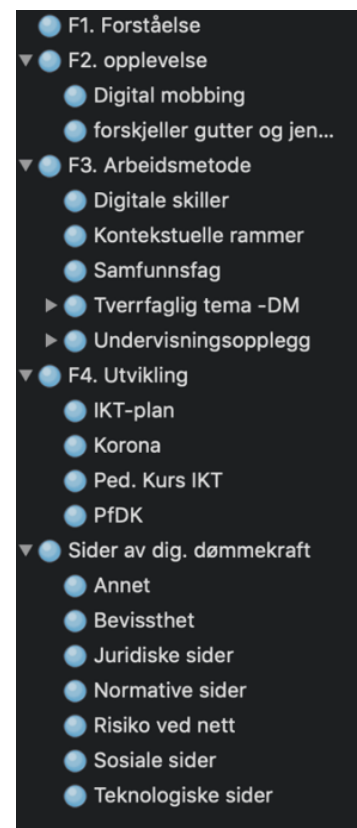 F1. Forståelse
F2. opplevelse
Digital mobbing
forskjeller gutter og jen...
F3. Arbeidsmetode
Digitale skiller
Kontekstuelle rammer
Samfunnsfag
Tverrfaglig tema -DM
Undervisningsopplegg
F4. Utvikling
IKT-plan
Korona
Ped. Kurs IKT
PfDK
Sider av dig. dømmekraft
Annet
Bevissthet
Juridiske sider
Normative sider
Risiko ved nett
Sosiale sider
Teknologiske sider